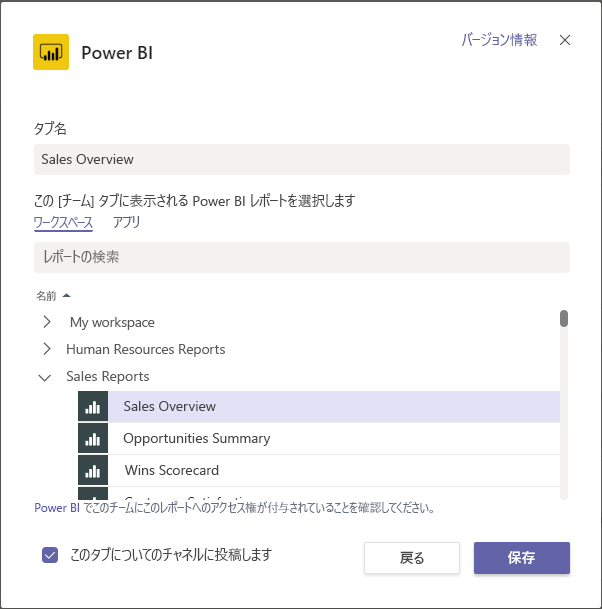 Power BI
バージョン情報
タブ名
Sales Overview
この [チーム] タブに表示される Power BI レポートを選択します
ワークスペース アプリ
レポートの検索
名前
My workspace
Human Resources Reports
Sales Reports
Sales Overview
Opportunities Summary
Wins Scorecard
Power BI でこのチームにこのレポートへのアクセス権が付与されていることを確認してください。
このタブについてのチャネルに投稿します
戻る
保存